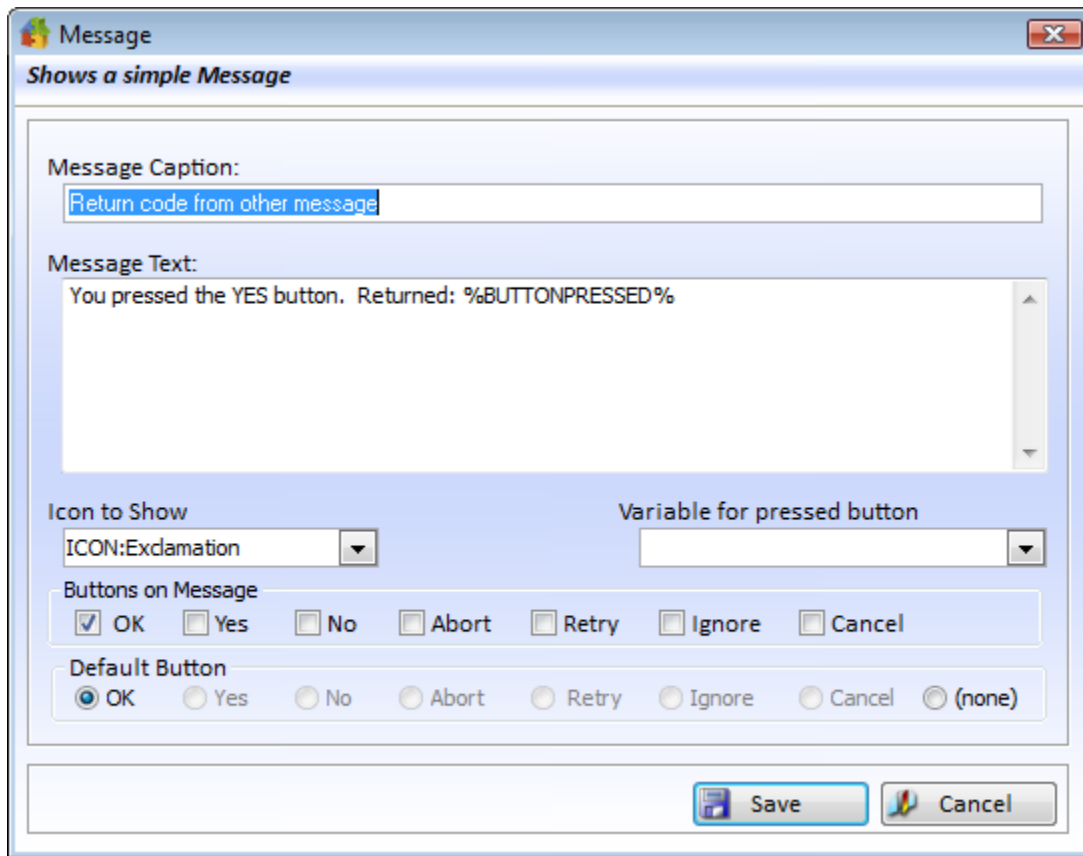 Message
Shows a simple Message
Message Caption:
Return code from other message
Message Text:
You pressed the YES button.  Returned: %BUTTONPRESSED%
Icon to Show Variable for pressed button
ICON:Exclamation
Buttons on Message
OK Yes No Abort Retry Ignore Cancel
Default Button
OK Yes No Abort Retry Ignore Cancel (none)
Save Cancel